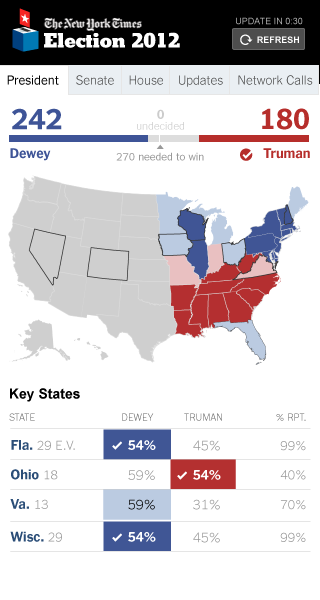 The New York Times
Election 2012
UPDATE IN 0:30
REFRESH
President Senate House Updates Network Calls
242 0 180
undecided
Dewey 270 needed to win Truman
Key States
STATE DEWEY TRUMAN % RPT.
Fla. 29 E.V. 54% 45% 99%
Ohio 18 59% 54% 40%
Va. 13 59% 31% 70%
Wisc. 29 54% 45% 99%